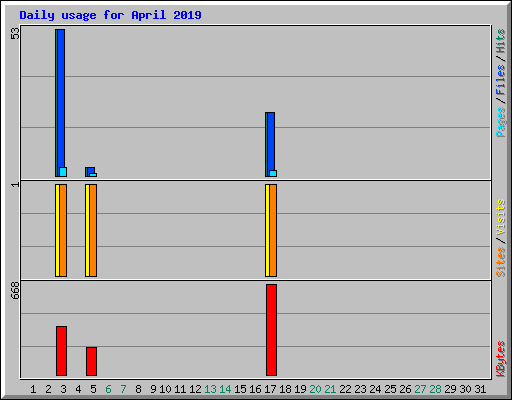 Daily usage for April 2019
53
1
668
Pages / Files / Hits
Sites / Visits
KBytes
1 2 3 4 5 6 7 8 9 10 11 12 13 14 15 16 17 18 19 20 21 22 23 24 25 26 27 28 29 30 31